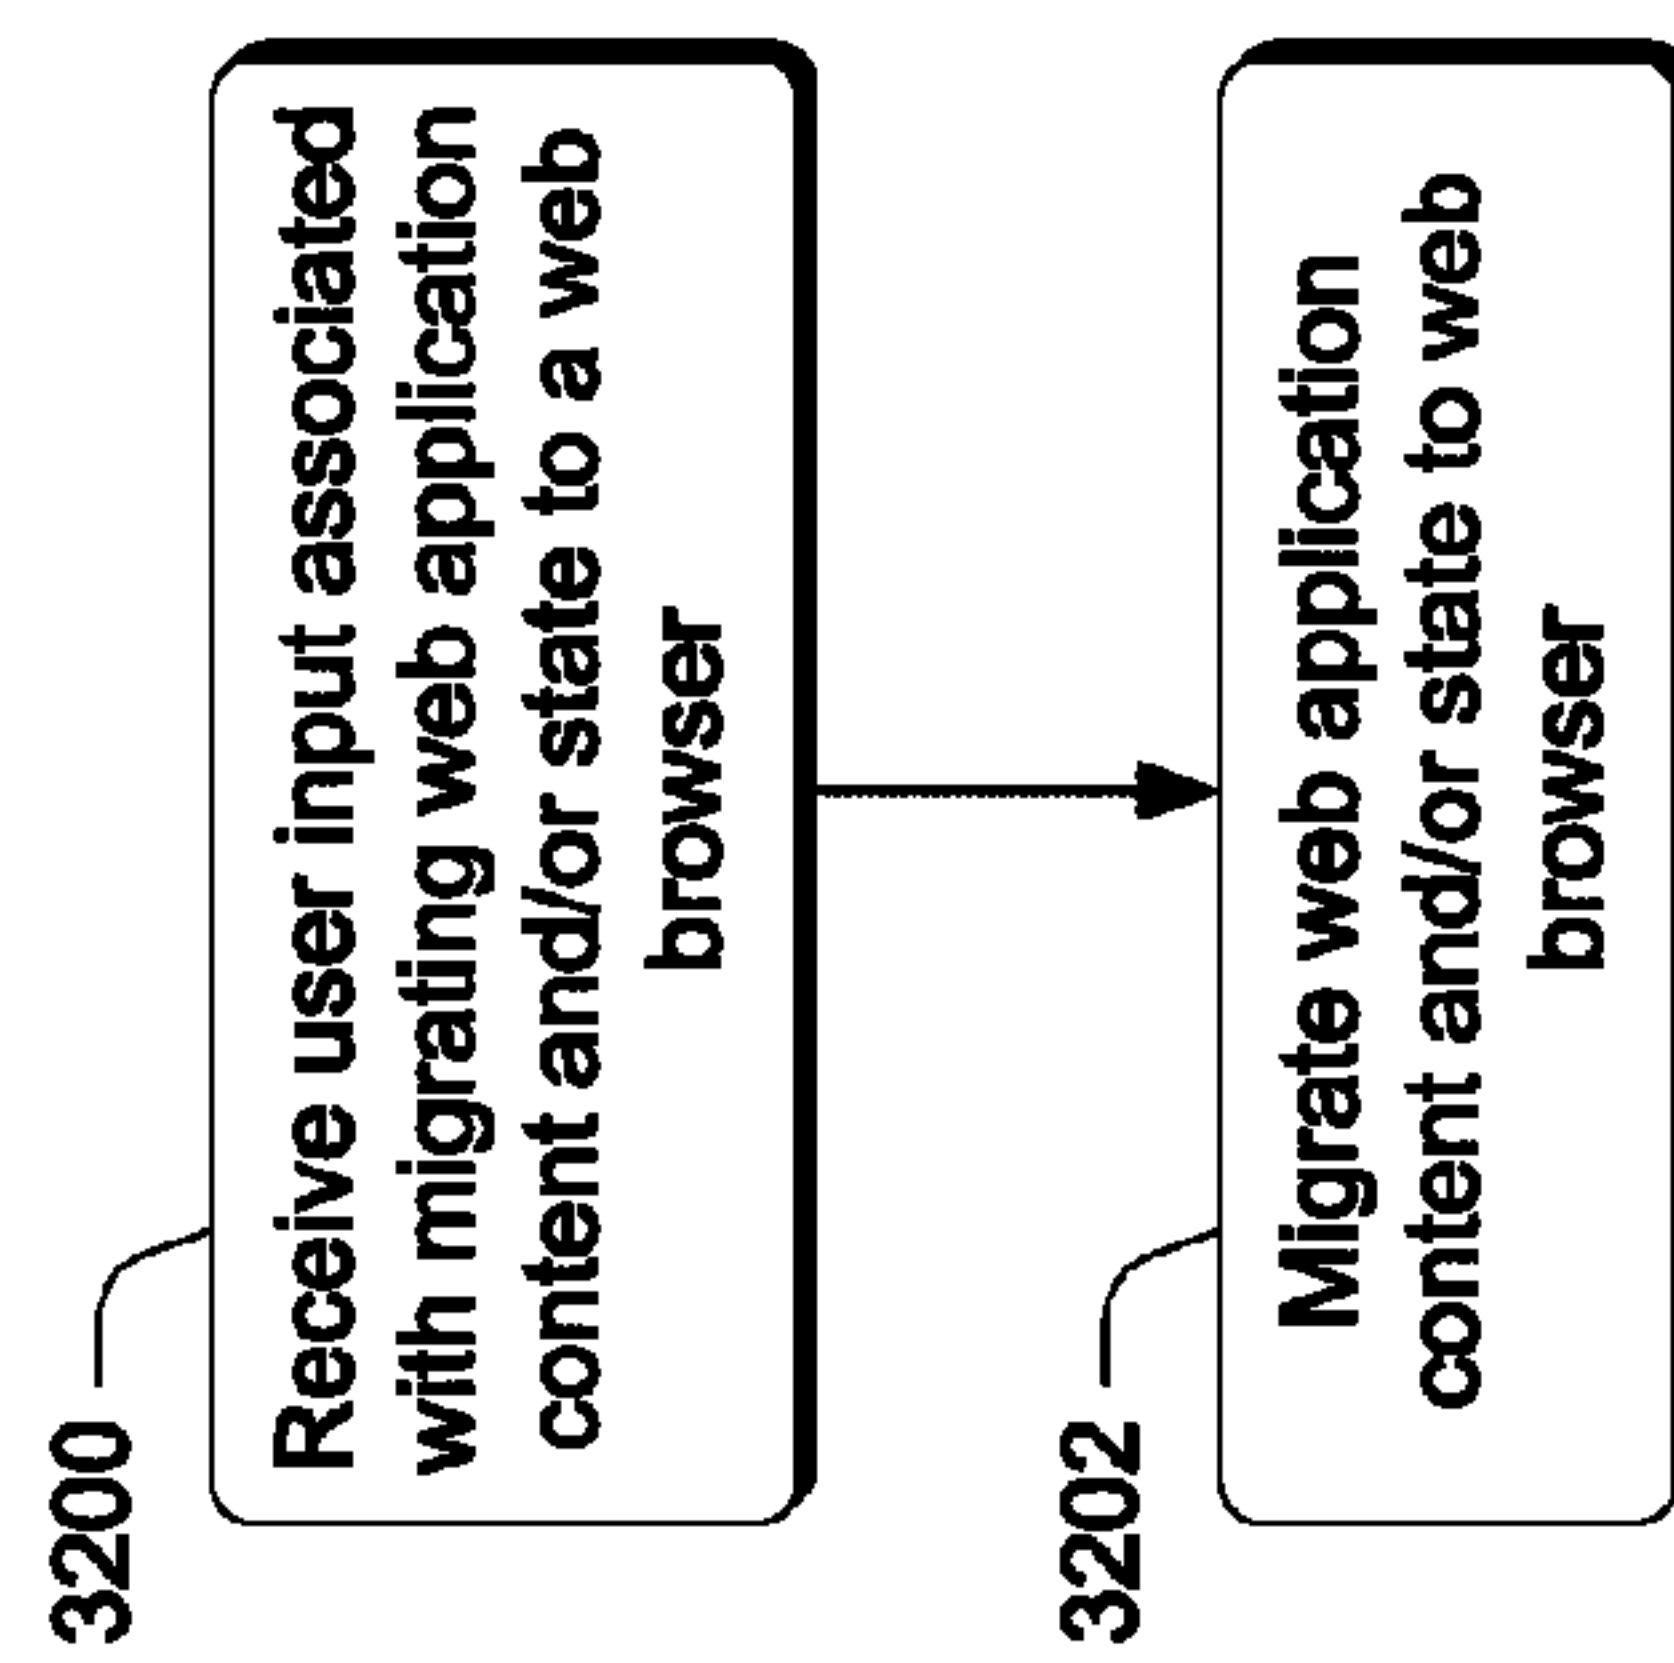 3200
Receive user input associated
with migrating web application
content and/or state to a web
browser
3202
Migrate web application
content and/or state to web
browser